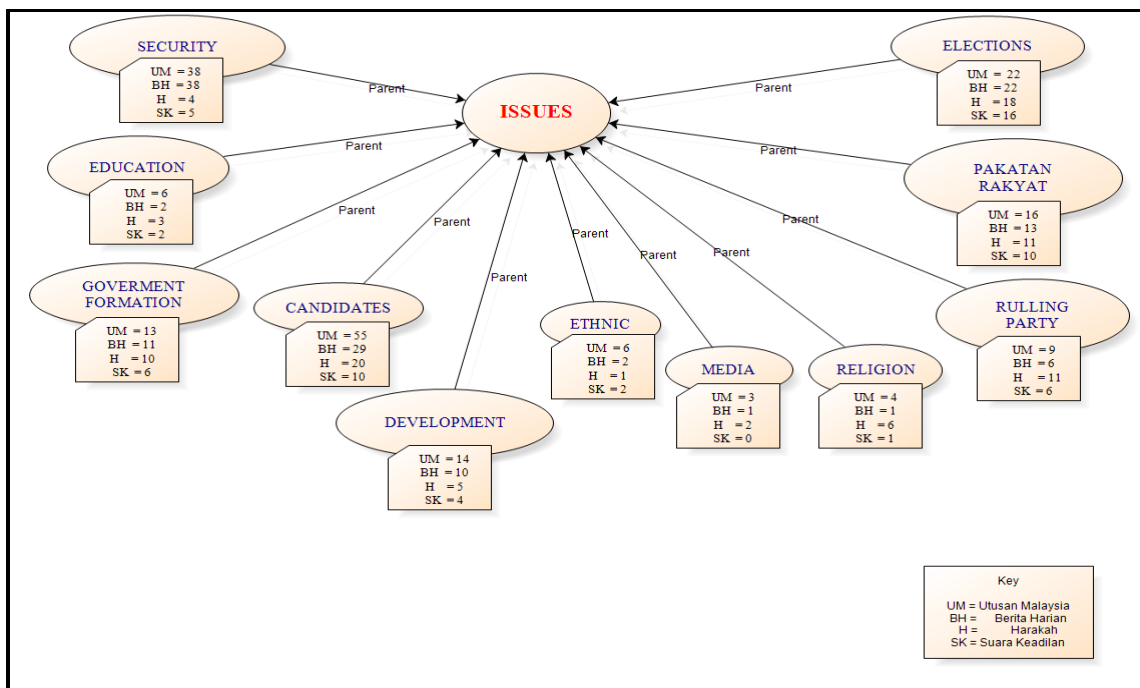 SECURITY
UM = 38
BH = 38
H = 4
SK = 5
Parent
ISSUES
Parent
ELECTIONS
UM = 22
BH = 22
H = 18
SK = 16
EDUCATION
UM = 6
BH = 2
H = 3
SK = 2
Parent
Parent
PAKATAN
RAKYAT
UM = 16
BH = 13
H = 11
SK = 10
GOVERMENT
FORMATION
UM = 13
BH = 11
H = 10
SK = 6
Parent
CANDIDATES
UM = 55
BH = 29
H = 20
SK = 10
Parent
DEVELOPMENT
UM = 14
BH = 10
H = 5
SK = 4
Parent
ETHNIC
UM = 6
BH = 2
H = 1
SK = 2
Parent
MEDIA
UM = 3
BH = 1
H = 2
SK = 0
Parent
RELIGION
UM = 4
BH = 1
H = 6
SK = 1
Parent
RULLING
PARTY
UM = 9
BH = 6
H = 11
SK = 6
Parent
Key
UM = Utusan Malaysia
BH = Berita Harian
H = Harakah
SK = Suara Keadilan